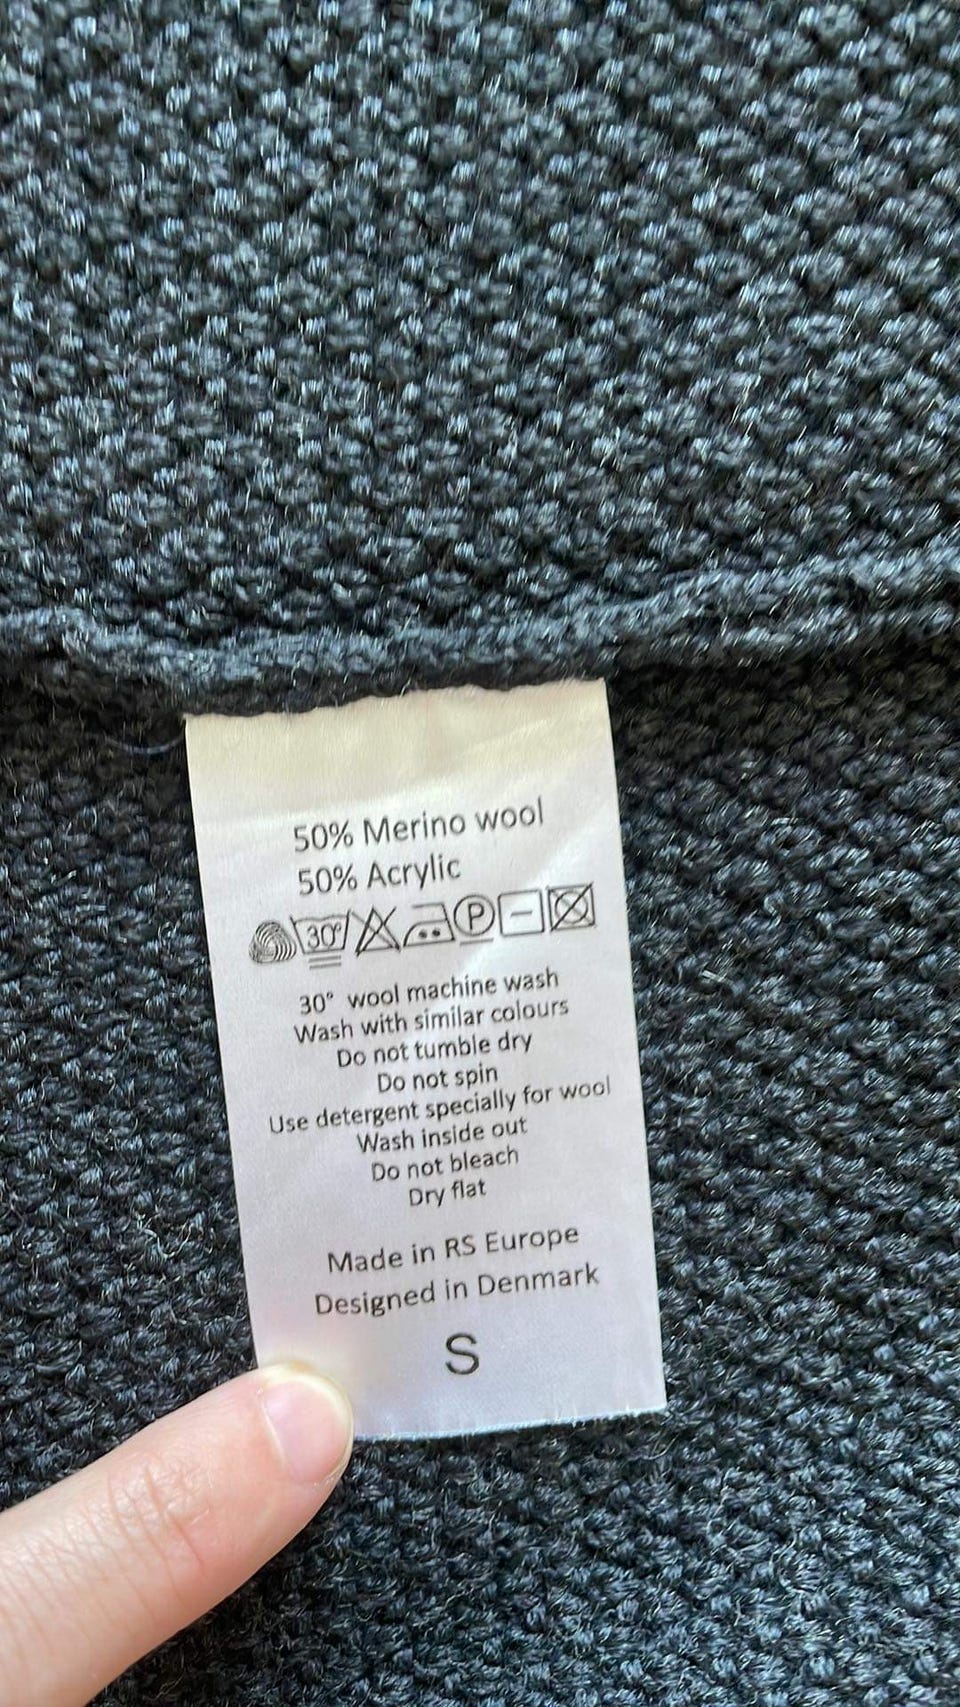 50% Merino wool
50% Acrylic
30° P
30° wool machine wash
Wash with similar colours
Do not tumble dry
Do not spin
Use detergent specially for wool
Wash inside out
Do not bleach
Dry flat
Made in RS Europe
Designed in Denmark
S